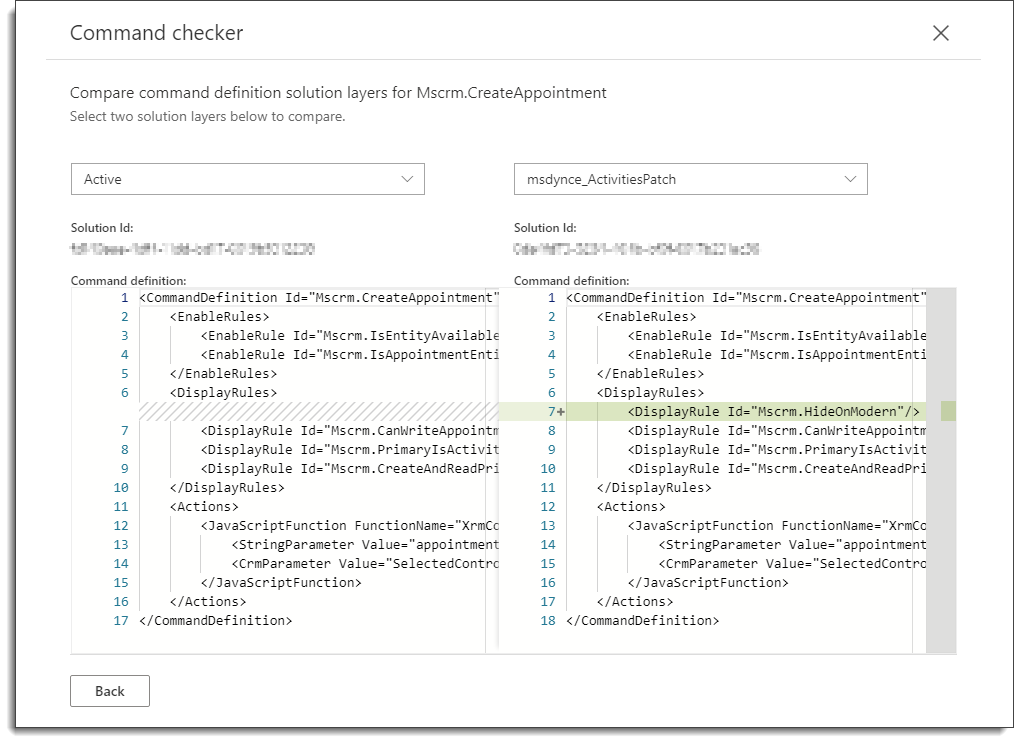 Command checker
Compare command definition solution layers for Mscrm.CreateAppointment
Select two solution layers below to compare.
Active
msdynce_ActivitiesPatch
Solution Id:
Solution Id:
Command definition:
1 <CommandDefinition Id="Mscrm.CreateAppointment"
2 <EnableRules>
3 <EnableRule Id="Mscrm.IsEntityAvailable
4 <EnableRule Id="Mscrm.IsAppointmentEnti
5 </EnableRules>
6 <DisplayRules>
7 <DisplayRule Id="Mscrm.CanWriteAppointm
8 <DisplayRule Id="Mscrm.PrimaryIsActivit
9 <DisplayRule Id="Mscrm.CreateAndReadPri
10 </DisplayRules>
11 <Actions>
12 <JavaScriptFunction FunctionName="XrmCo
13 <StringParameter Value="appointment
14 <CrmParameter Value="SelectedContro
15 </JavaScriptFunction>
16 </Actions>
17 </CommandDefinition>
Command definition:
1 <CommandDefinition Id="Mscrm.CreateAppointment"
2 <EnableRules>
3 <EnableRule Id="Mscrm.IsEntityAvailable
4 <EnableRule Id="Mscrm.IsAppointmentEnti
5 </EnableRules>
6 <DisplayRules>
7+ <DisplayRule Id="Mscrm.HideOnModern"/>
8 <DisplayRule Id="Mscrm.CanWriteAppointm
9 <DisplayRule Id="Mscrm.PrimaryIsActivit
10 <DisplayRule Id="Mscrm.CreateAndReadPri
11 </DisplayRules>
12 <Actions>
13 <JavaScriptFunction FunctionName="XrmCo
14 <StringParameter Value="appointment
15 <CrmParameter Value="SelectedContro
16 </JavaScriptFunction>
17 </Actions>
18 </CommandDefinition>
Back